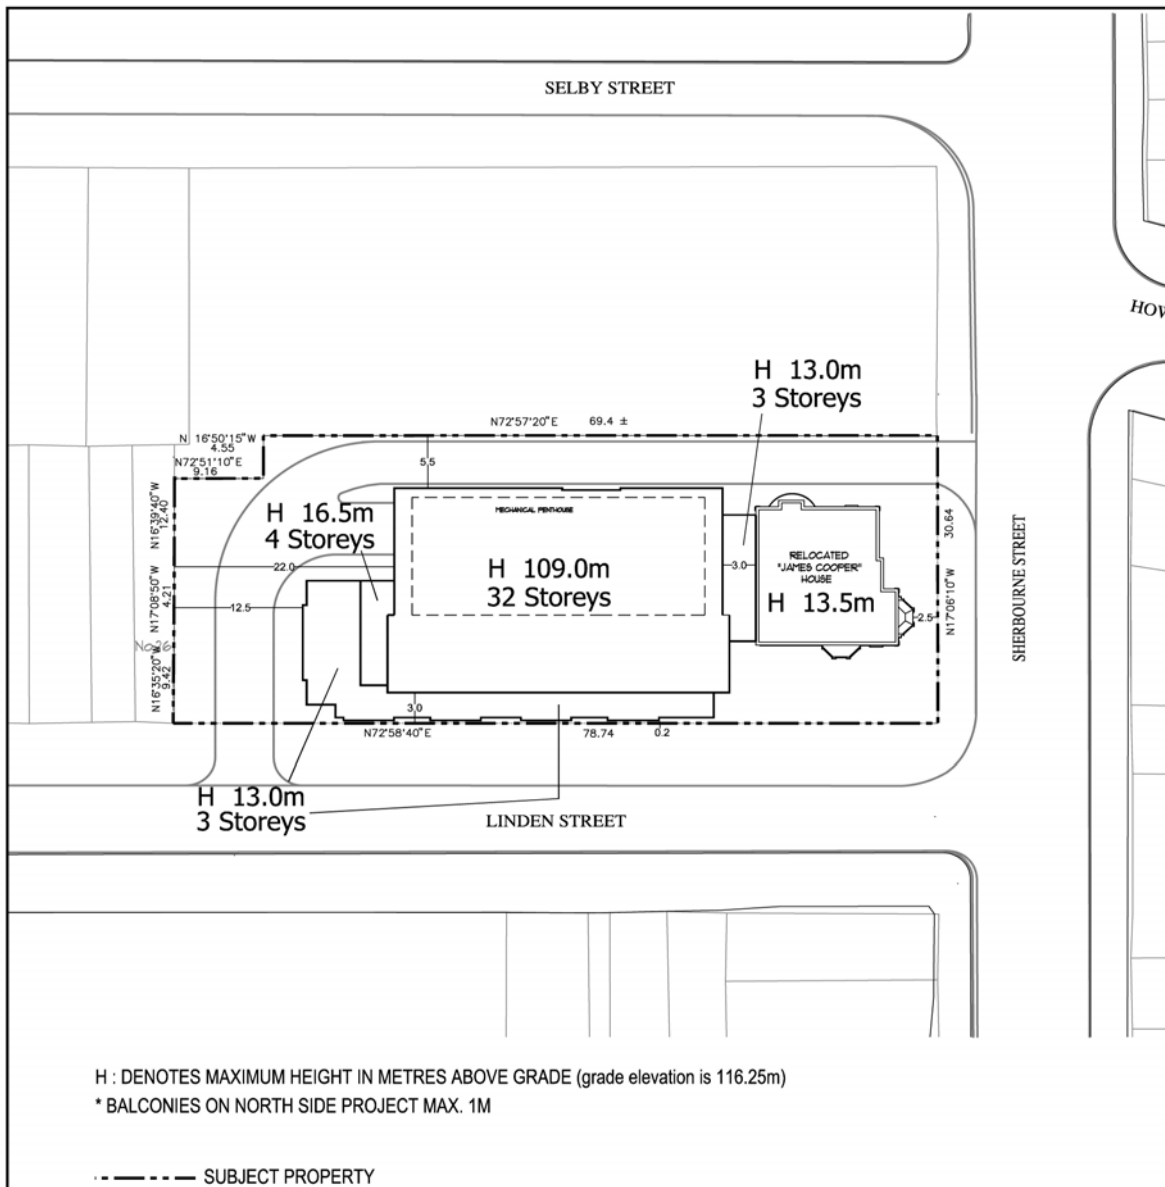 SELBY STREET
HOW
H 13.0m
3 Storeys
N72°57'20"E 69.4 ±
N 16°50'15"W
4.55
N72°51'10"E
9.16
5.5
N16°39'40"W
12.40
H 16.5m
4 Storeys
MECHANICAL PENTHOUSE
22.0
H 109.0m
32 Storeys
3.0
RELOCATED
"JAMES COOPER"
HOUSE
H 13.5m
30.64
N17°06'10"W
2.5
SHERBOURNE STREET
N17°08'50"W
4.21
12.5
No26
N16°35'20"W
9.42
3.0
N72°58'40"E 78.74 0.2
H 13.0m
3 Storeys
LINDEN STREET
H : DENOTES MAXIMUM HEIGHT IN METRES ABOVE GRADE (grade elevation is 116.25m)
* BALCONIES ON NORTH SIDE PROJECT MAX. 1M
SUBJECT PROPERTY